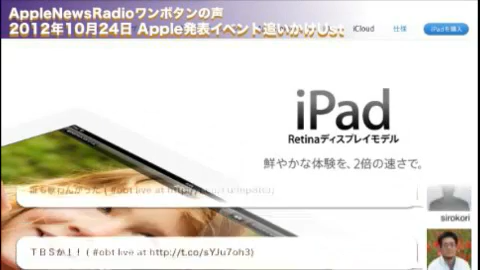 AppleNewsRadioワンボタンの声
2012年10月24日 Apple発表イベント追いかけUst
iCloud 仕様 iPadを購入
iPad
Retinaディスプレイモデル
鮮やかな体験を、2倍の速さで。
(#obt live at
sirokori
TBSか!! ( #obt live at http://t.co/sYJu7oh3)